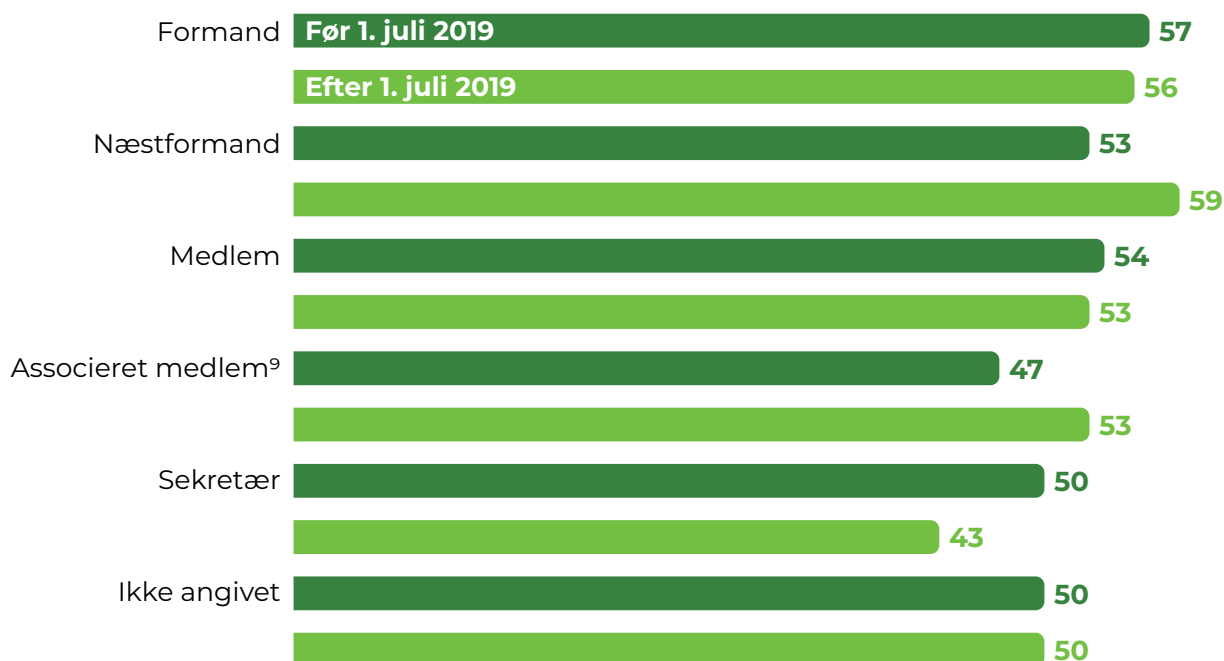 Formand Før 1. juli 2019 57
Efter 1. juli 2019 56
Næstformand 53
59
Medlem 54
53
Associeret medlem⁹ 47
53
Sekretær 50
43
Ikke angivet 50
50